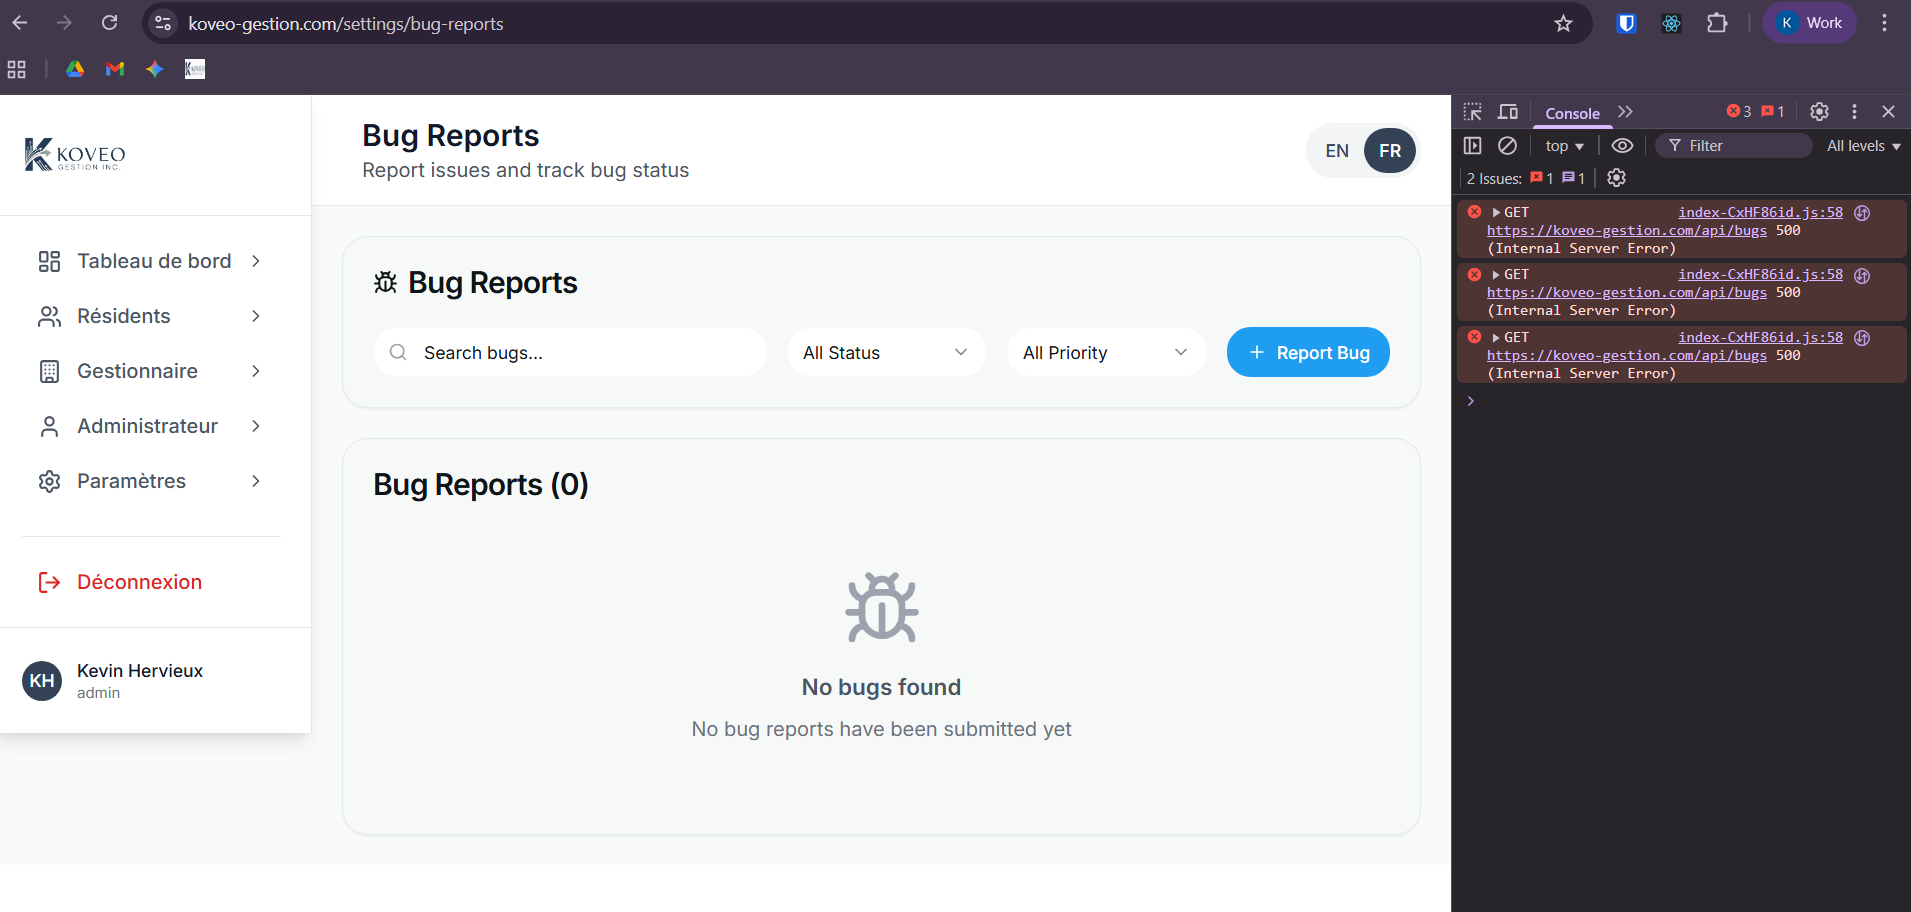 koveo-gestion.com/settings/bug-reports
K Work
KOVEO
GESTION INC.
Tableau de bord
Résidents
Gestionnaire
Administrateur
Paramètres
Déconnexion
KH
Kevin Hervieux
admin
Bug Reports
Report issues and track bug status
EN FR
Bug Reports
Search bugs...
All Status
All Priority
+ Report Bug
Bug Reports (0)
No bugs found
No bug reports have been submitted yet
Console
3 1
top
Filter
All levels
2 Issues: 1 1
GET index-CxHF86id.js:58
https://koveo-gestion.com/api/bugs 500
(Internal Server Error)
GET index-CxHF86id.js:58
https://koveo-gestion.com/api/bugs 500
(Internal Server Error)
GET index-CxHF86id.js:58
https://koveo-gestion.com/api/bugs 500
(Internal Server Error)